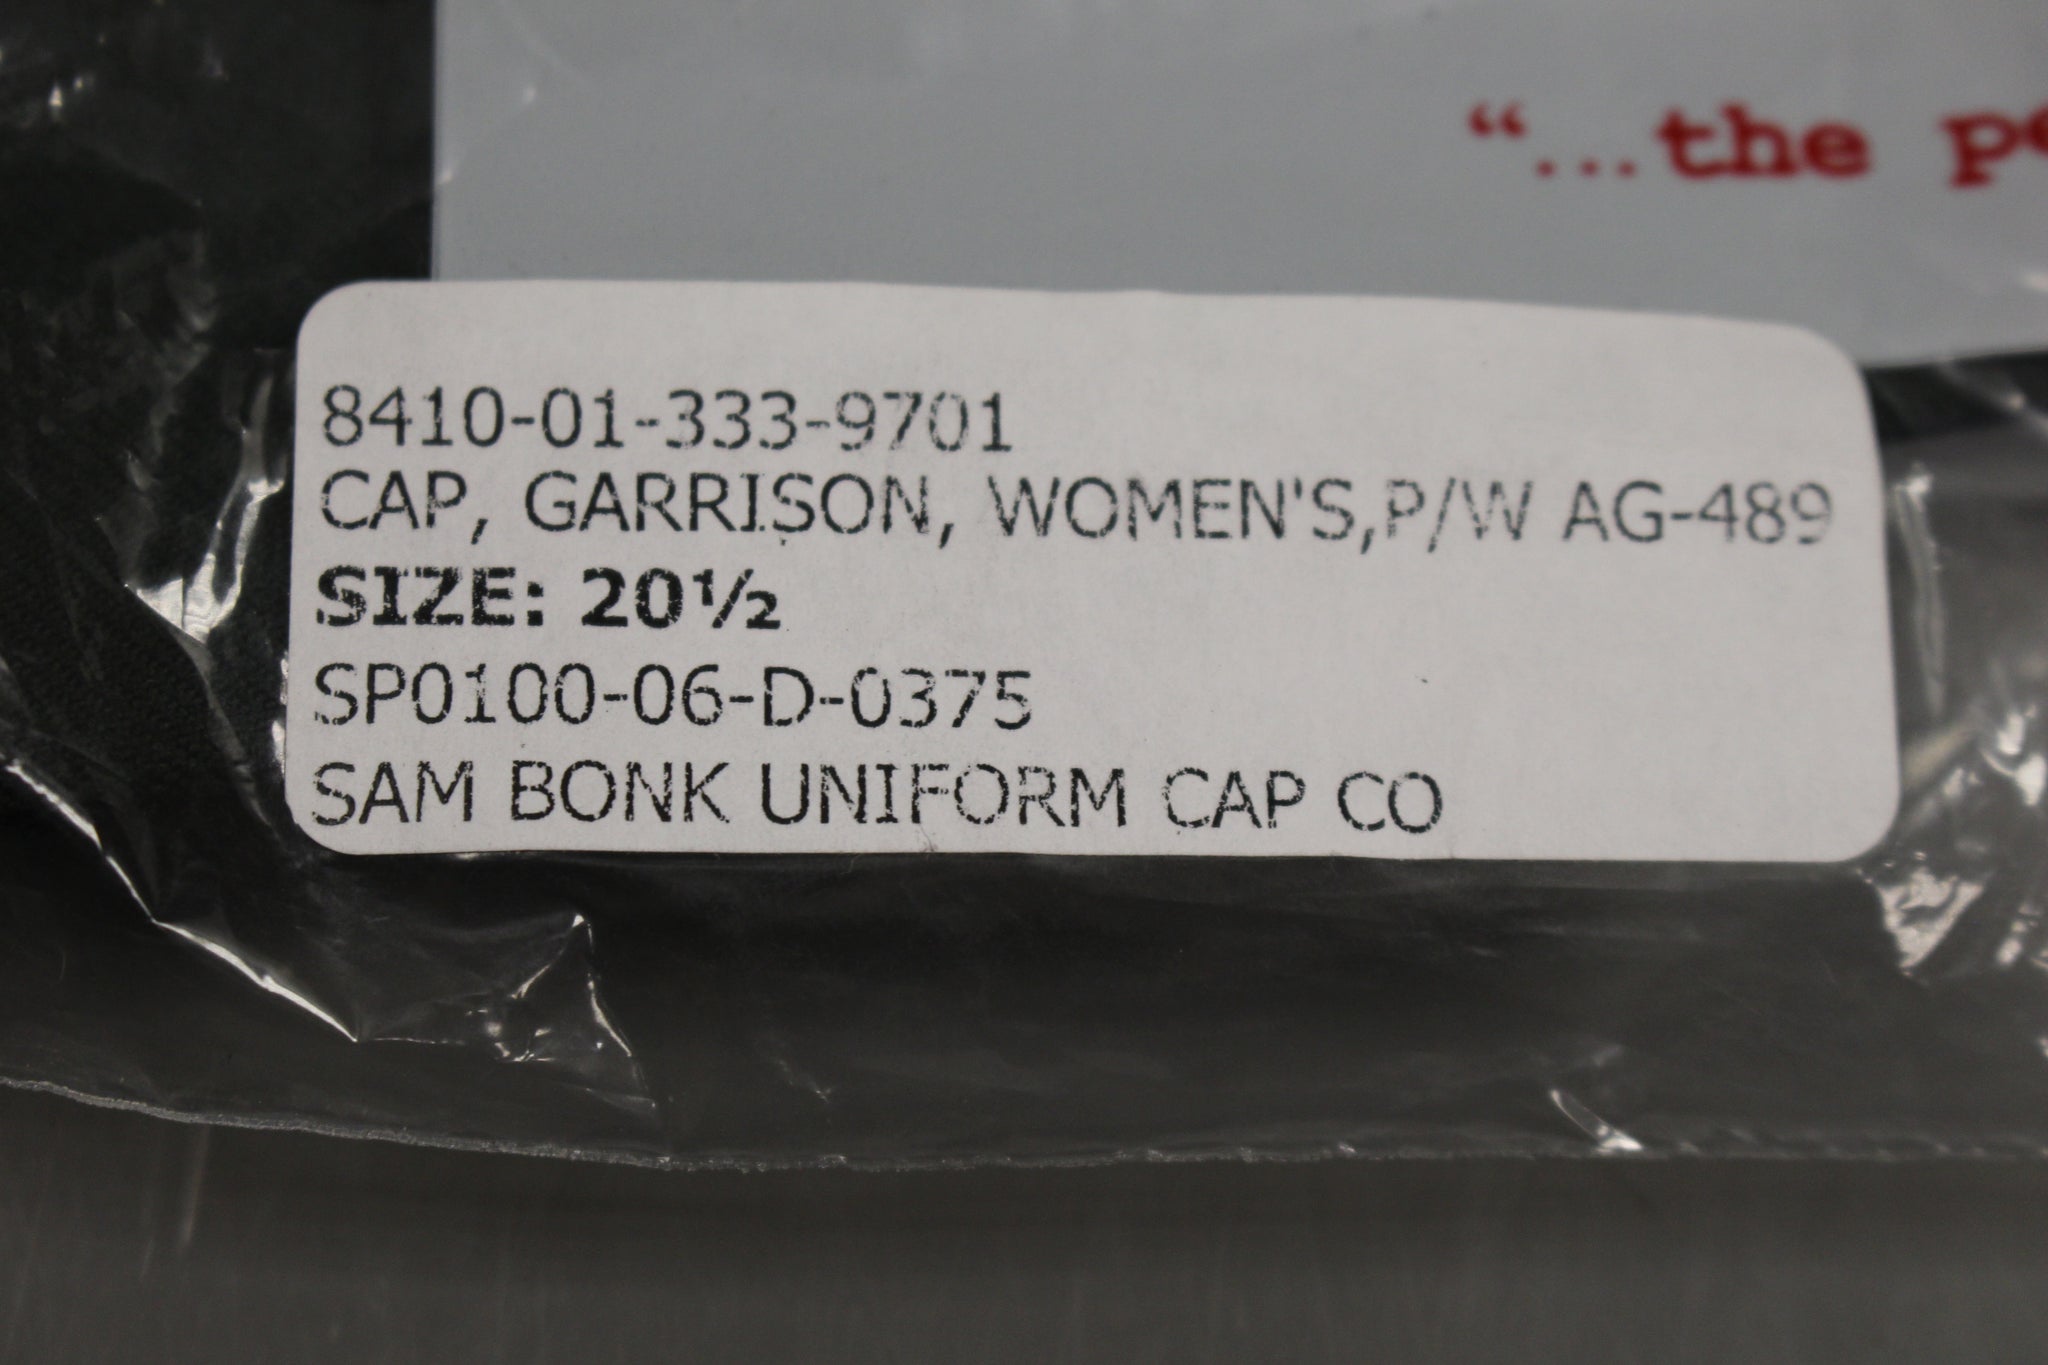 “...the
8410-01-333-9701
CAP, GARRISON, WOMEN'S,P/W AG-489
SIZE: 20½
SP0100-06-D-0375
SAM BONK UNIFORM CAP CO